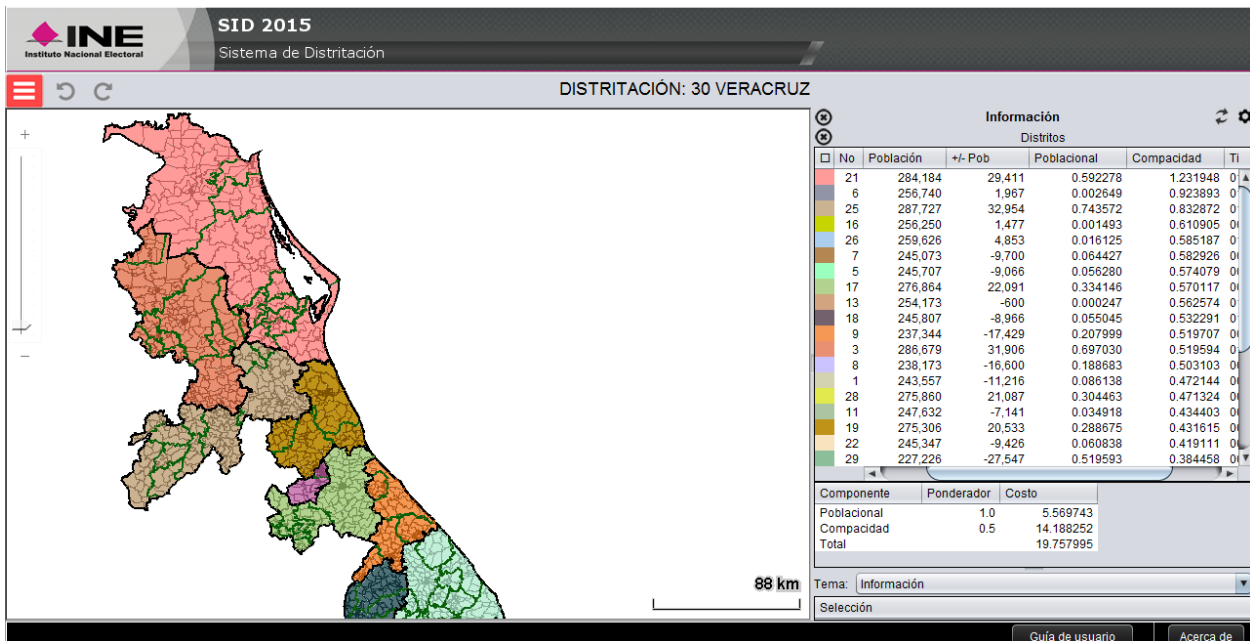 INE
Instituto Nacional Electoral
SID 2015
Sistema de Distritación
DISTRITACIÓN: 30 VERACRUZ
Información
Distritos
No Población +/- Pob Poblacional Compacidad Ti
21 284,184 29,411 0.592278 1.231948
6 256,740 1,967 0.002649 0.923893
25 287,727 32,954 0.743572 0.832872
16 256,250 1,477 0.001493 0.610905
26 259,626 4,853 0.016125 0.585187
7 245,073 -9,700 0.064427 0.582926
5 245,707 -9,066 0.056280 0.574079
17 276,864 22,091 0.334146 0.570117
13 254,173 -600 0.000247 0.562574
18 245,807 -8,966 0.055045 0.532291
9 237,344 -17,429 0.207999 0.519707
3 286,679 31,906 0.697030 0.519594
8 238,173 -16,600 0.188683 0.503103
1 243,557 -11,216 0.086138 0.472144
28 275,860 21,087 0.304463 0.471324
11 247,632 -7,141 0.034918 0.434403
19 275,306 20,533 0.288675 0.431615
22 245,347 -9,426 0.060838 0.419111
29 227,226 -27,547 0.519593 0.384458
Componente Ponderador Costo
Poblacional 1.0 5.569743
Compacidad 0.5 14.188252
Total 19.757995
88 km
Tema: Información
Selección
Guía de usuario Acerca de